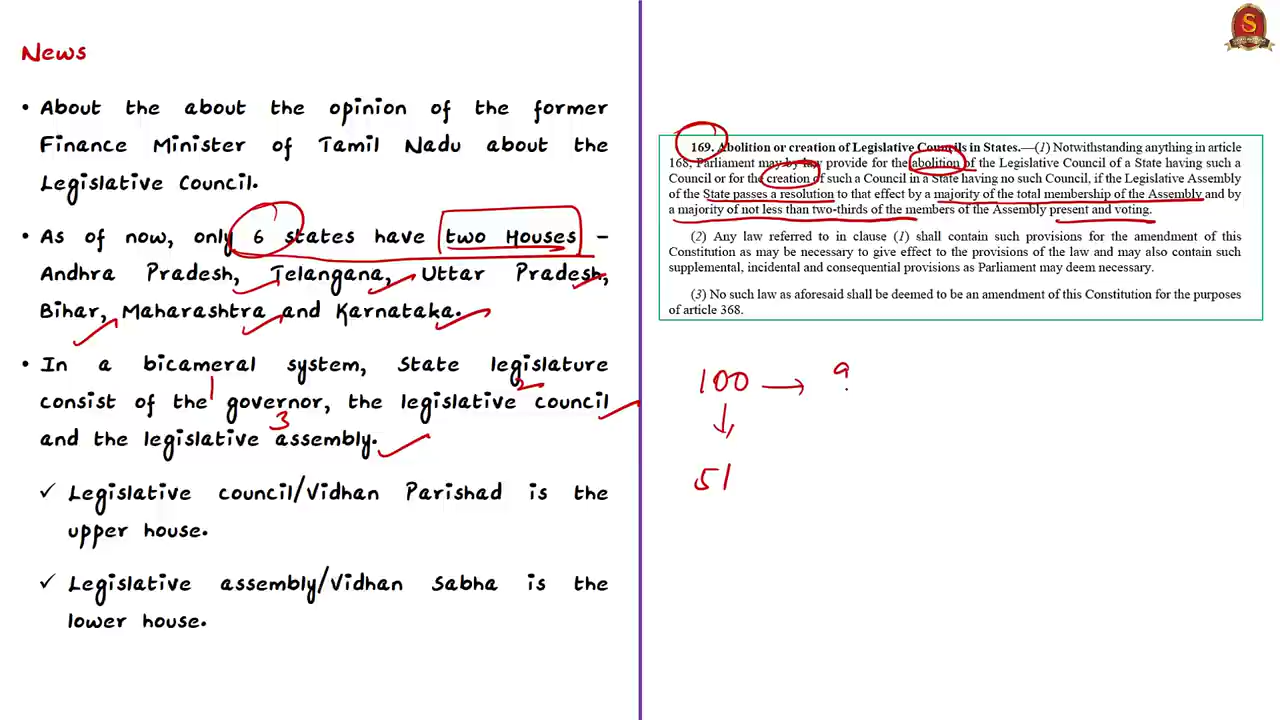 News
• About the about the opinion of the former
Finance Minister of Tamil Nadu about the
Legislative Council.
• As of now, only 6 states have two Houses –
Andhra Pradesh, Telangana, Uttar Pradesh,
Bihar, Maharashtra and Karnataka.
• In a bicameral system, State legislature
consist of the governor, the legislative council
and the legislative assembly.
1
2
3
✓ Legislative council/Vidhan Parishad is the
upper house.
✓ Legislative assembly/Vidhan Sabha is the
lower house.
S
169. Abolition or creation of Legislative Councils in States.—(1) Notwithstanding anything in article
168, Parliament may by law provide for the abolition of the Legislative Council of a State having such a
Council or for the creation of such a Council in a State having no such Council, if the Legislative Assembly
of the State passes a resolution to that effect by a majority of the total membership of the Assembly and by
a majority of not less than two-thirds of the members of the Assembly present and voting.
(2) Any law referred to in clause (1) shall contain such provisions for the amendment of this
Constitution as may be necessary to give effect to the provisions of the law and may also contain such
supplemental, incidental and consequential provisions as Parliament may deem necessary.
(3) No such law as aforesaid shall be deemed to be an amendment of this Constitution for the purposes
of article 368.
100 →
↓
51